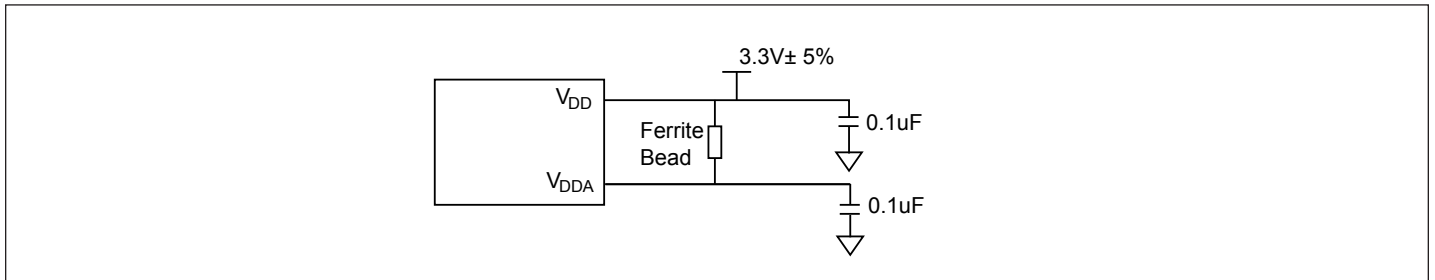 3.3V± 5%
VDD
0.1uF
Ferrite
Bead
VDDA
0.1uF